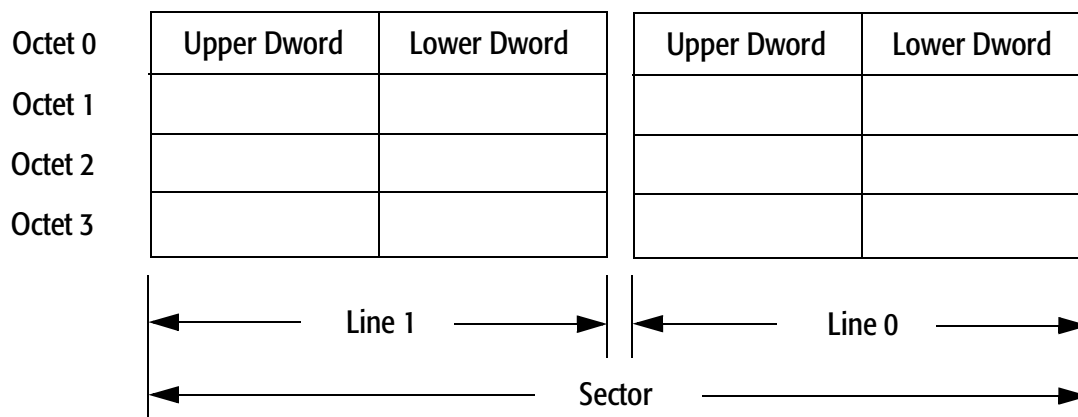 Octet 0 Upper Dword Lower Dword Upper Dword Lower Dword
Octet 1
Octet 2
Octet 3
Line 1 Line 0
Sector